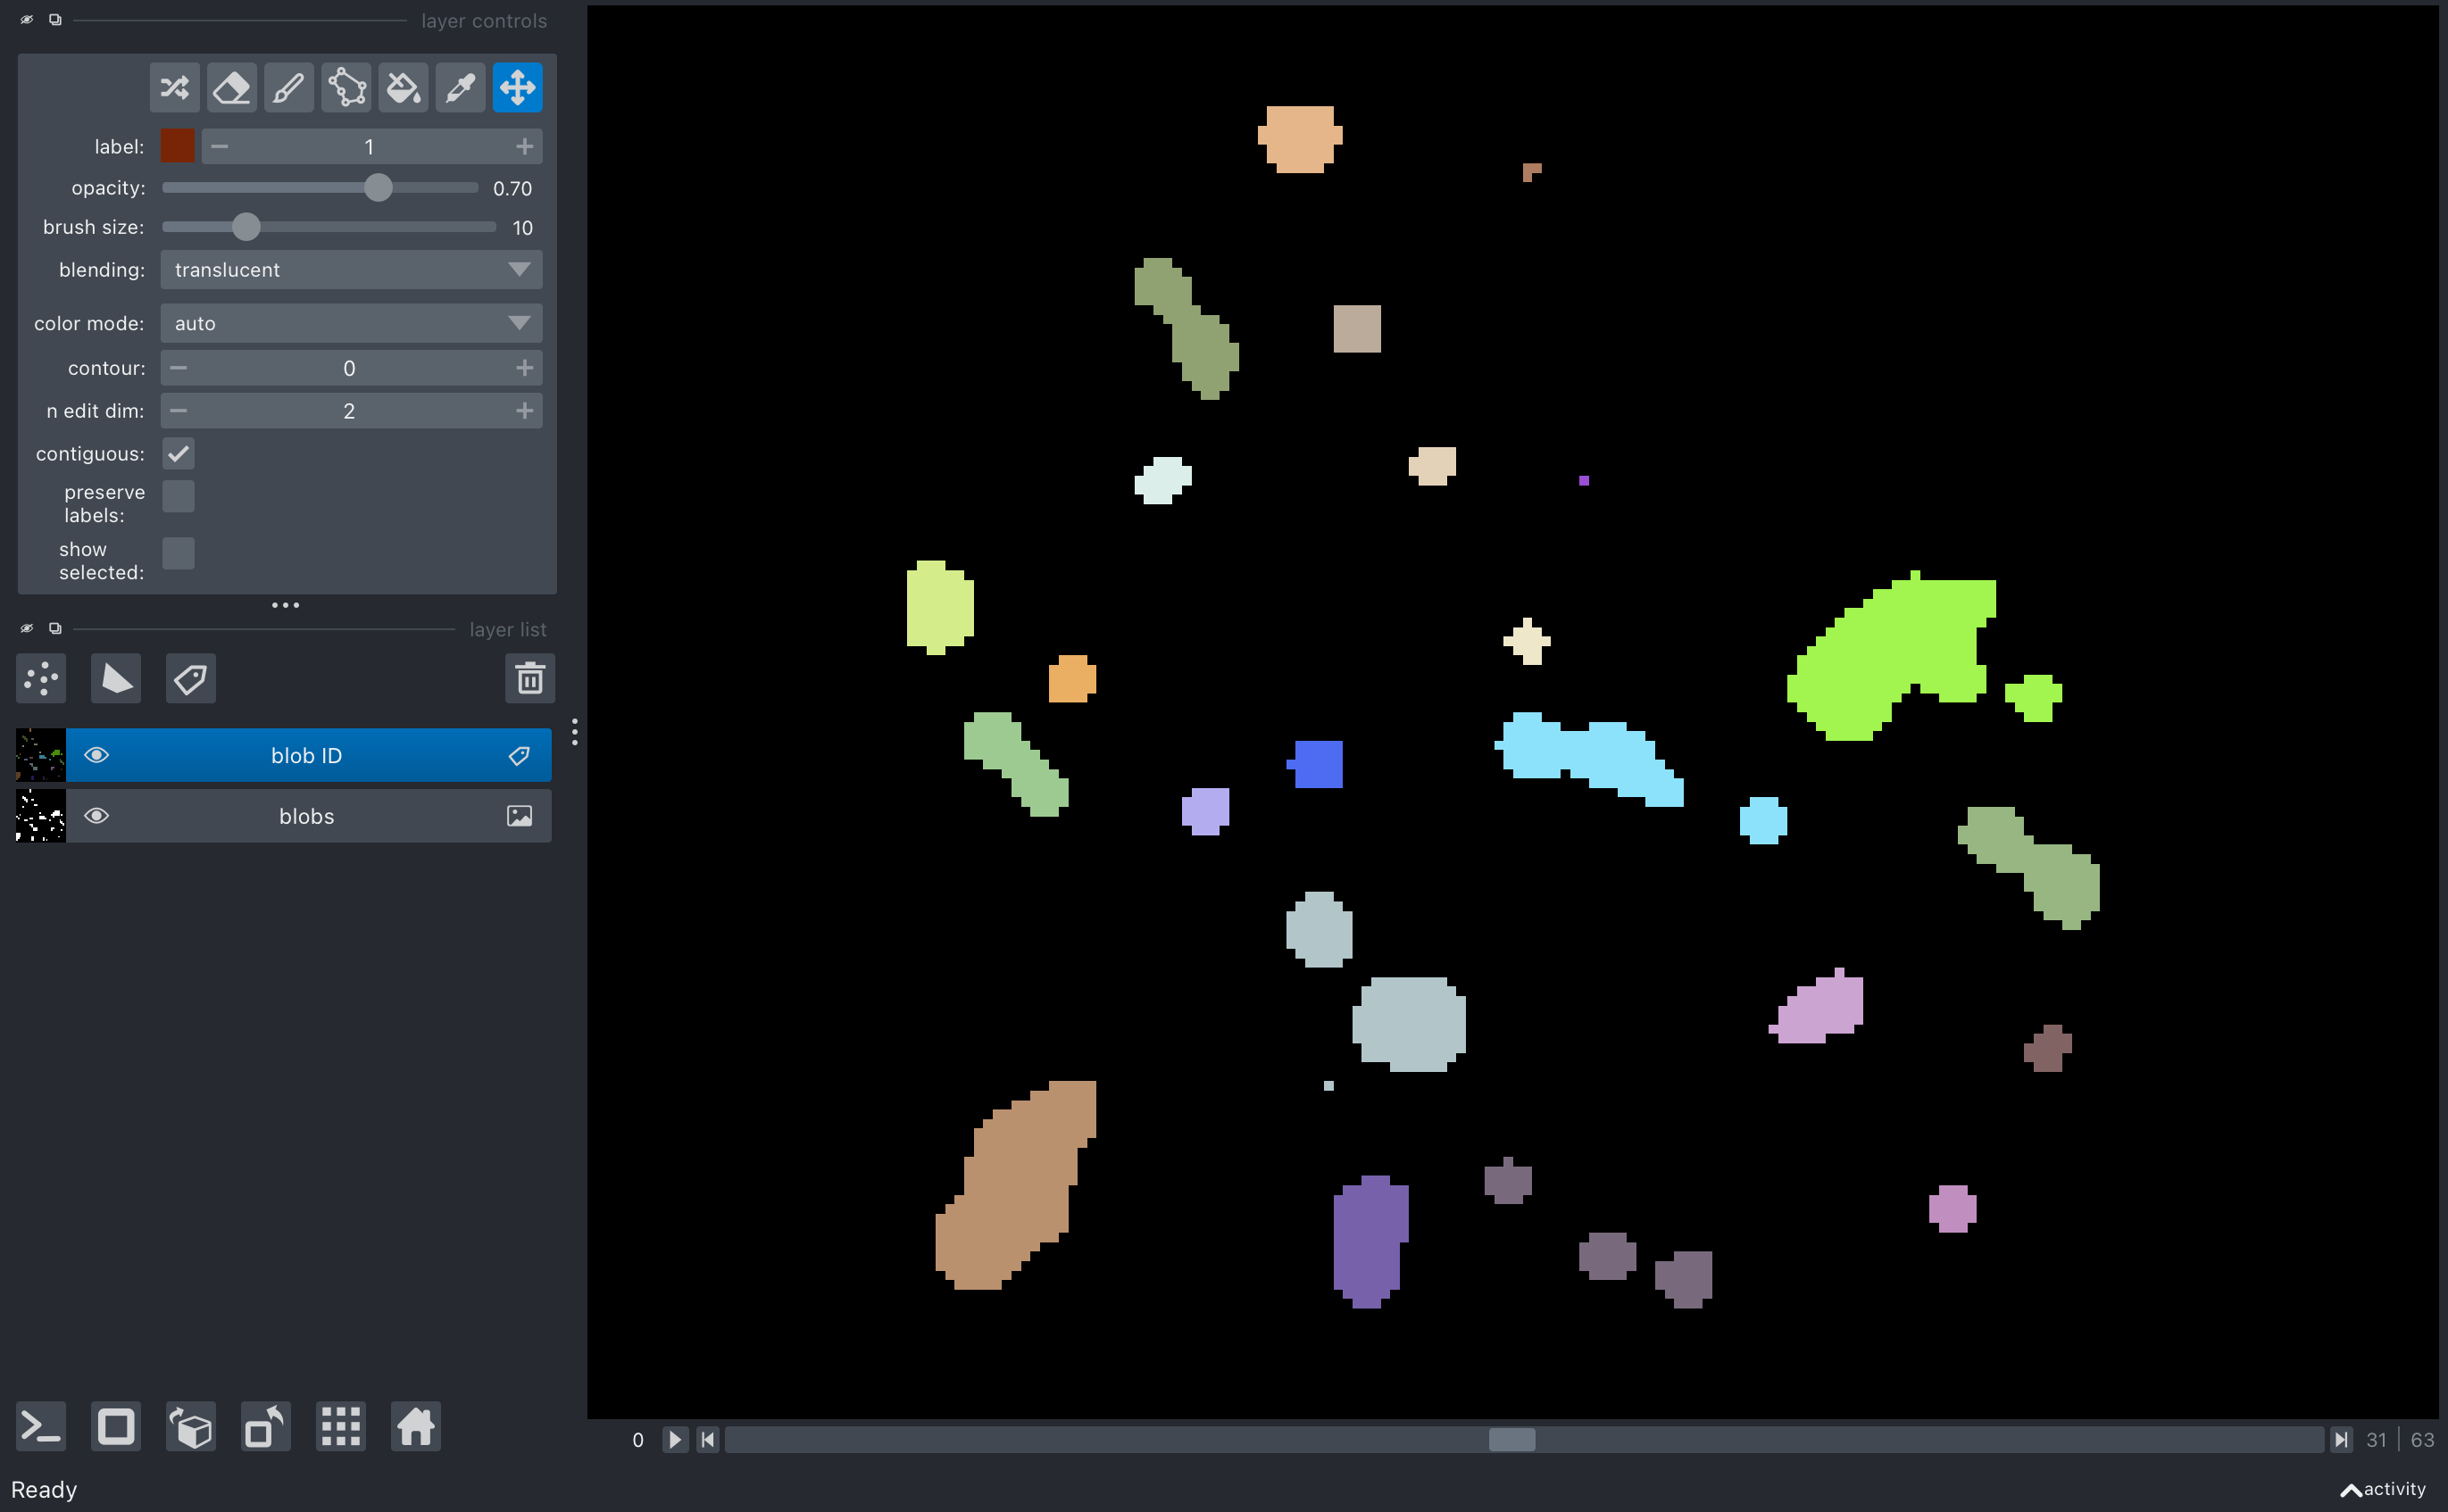 layer controls
label: 1
opacity: 0.70
brush size: 10
blending: translucent
color mode: auto
contour: 0
n edit dim: 2
contiguous:
preserve
labels:
show
selected:
layer list
blob ID
blobs
0 31 63
Ready activity